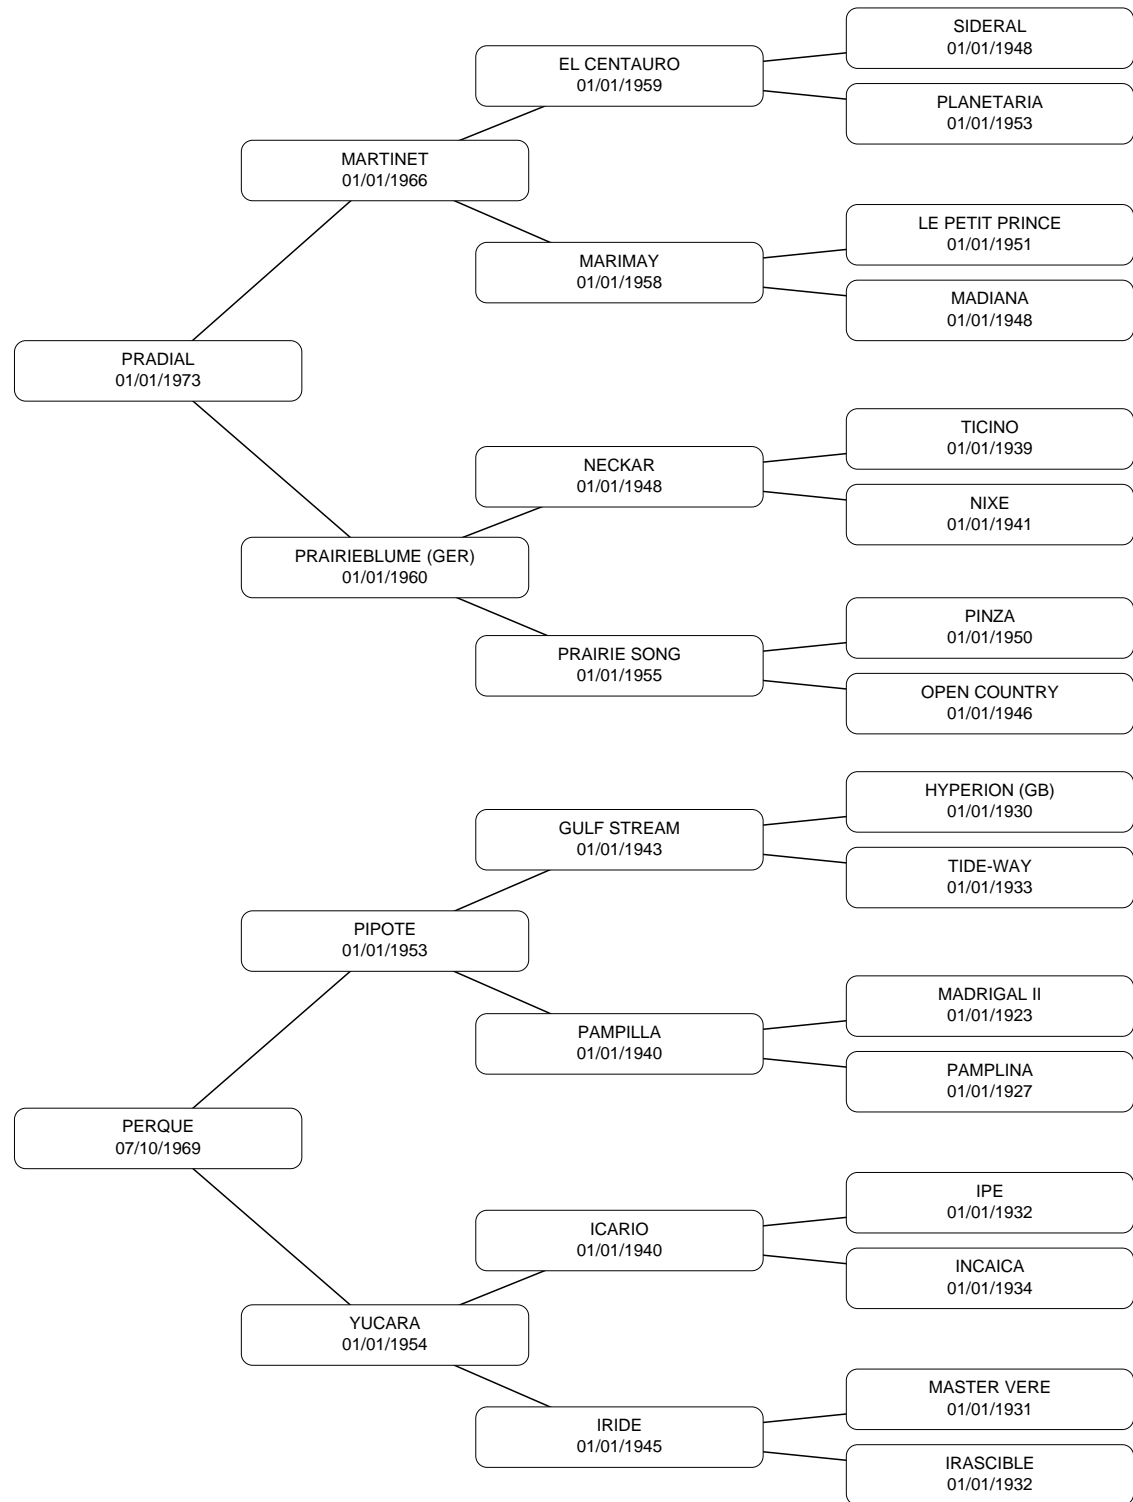 SIDERAL
01/01/1948
EL CENTAURO
01/01/1959
PLANETARIA
01/01/1953
MARTINET
01/01/1966
LE PETIT PRINCE
01/01/1951
MARIMAY
01/01/1958
MADIANA
01/01/1948
PRADIAL
01/01/1973
TICINO
01/01/1939
NECKAR
01/01/1948
NIXE
01/01/1941
PRAIRIEBLUME (GER)
01/01/1960
PINZA
01/01/1950
PRAIRIE SONG
01/01/1955
OPEN COUNTRY
01/01/1946
HYPERION (GB)
01/01/1930
GULF STREAM
01/01/1943
TIDE-WAY
01/01/1933
PIPOTE
01/01/1953
MADRIGAL II
01/01/1923
PAMPILLA
01/01/1940
PAMPLINA
01/01/1927
PERQUE
07/10/1969
IPE
01/01/1932
ICARIO
01/01/1940
INCAICA
01/01/1934
YUCARA
01/01/1954
MASTER VERE
01/01/1931
IRIDE
01/01/1945
IRASCIBLE
01/01/1932